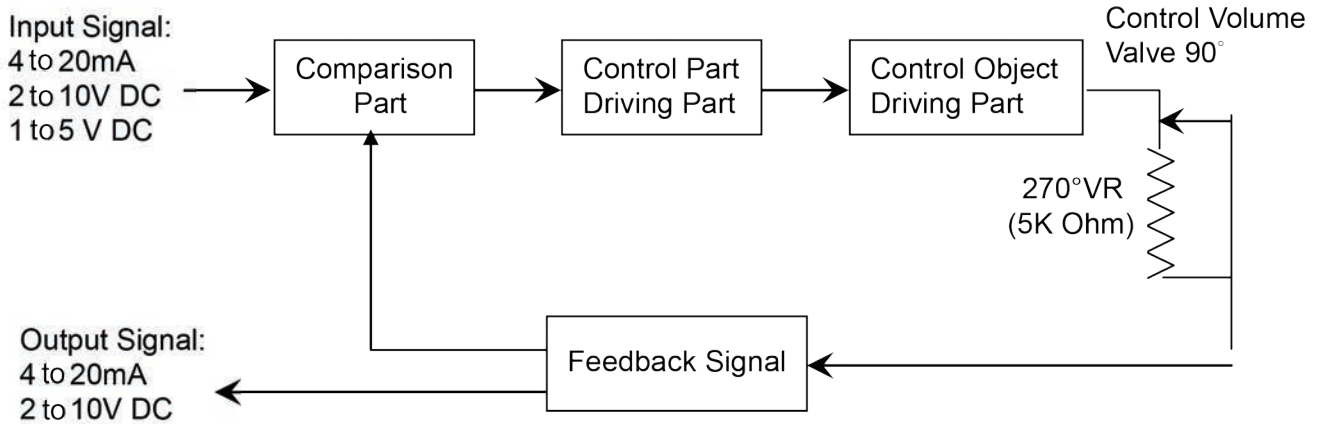 Input Signal:
4 to 20mA
2 to 10V DC
1 to 5 V DC
Comparison
Part
Control Part
Driving Part
Control Object
Driving Part
Control Volume
Valve 90°
270°VR
(5K Ohm)
Feedback Signal
Output Signal:
4 to 20mA
2 to 10V DC